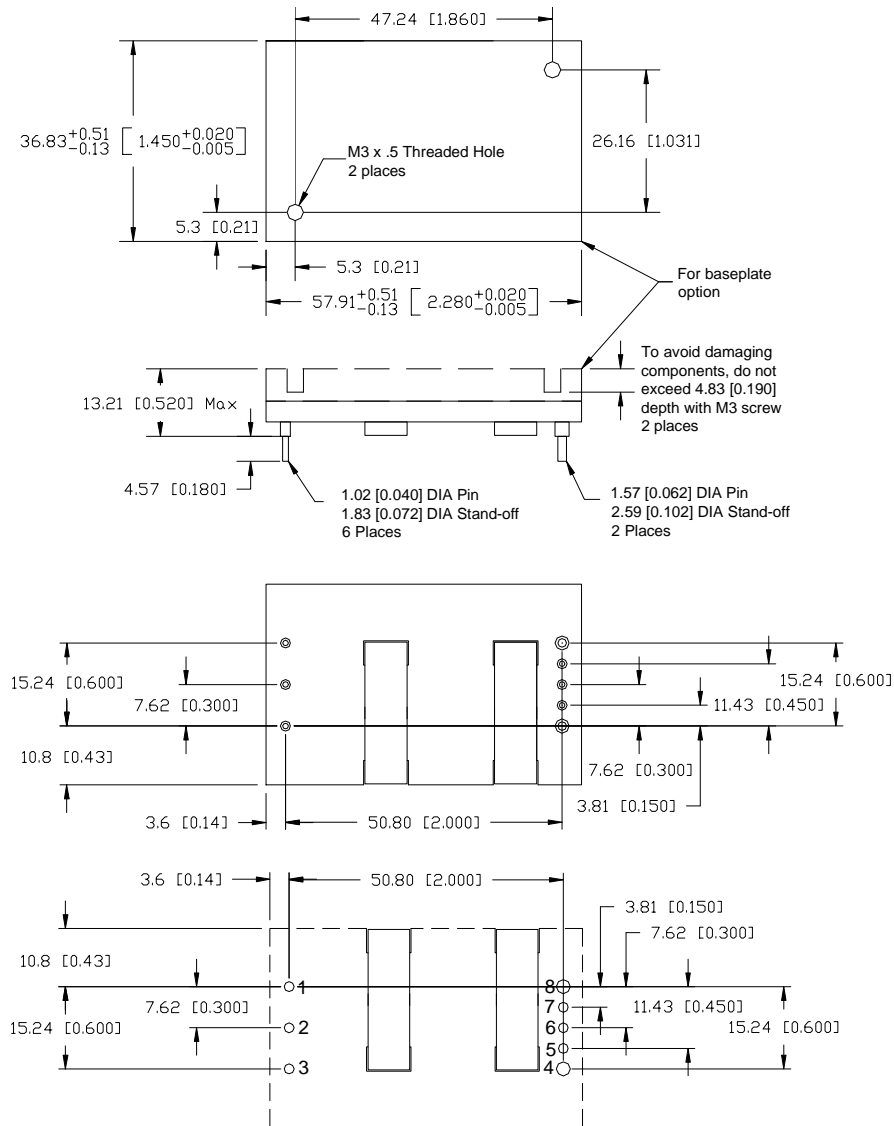 47.24 [1.860]
36.83 +0.51 -0.13 [ 1.450 +0.020 -0.005 ]
M3 x .5 Threaded Hole
2 places
26.16 [1.031]
5.3 [0.21]
5.3 [0.21]
57.91 +0.51 -0.13 [ 2.280 +0.020 -0.005 ]
For baseplate
option
13.21 [0.520] Max
To avoid damaging
components, do not
exceed 4.83 [0.190]
depth with M3 screw
2 places
4.57 [0.180]
1.02 [0.040] DIA Pin
1.83 [0.072] DIA Stand-off
6 Places
1.57 [0.062] DIA Pin
2.59 [0.102] DIA Stand-off
2 Places
15.24 [0.600]
7.62 [0.300]
10.8 [0.43]
15.24 [0.600]
11.43 [0.450]
7.62 [0.300]
3.81 [0.150]
3.6 [0.14]
50.80 [2.000]
3.6 [0.14]
50.80 [2.000]
3.81 [0.150]
7.62 [0.300]
10.8 [0.43]
7.62 [0.300]
15.24 [0.600]
1
2
3
8
7
6
5
4
11.43 [0.450]
15.24 [0.600]